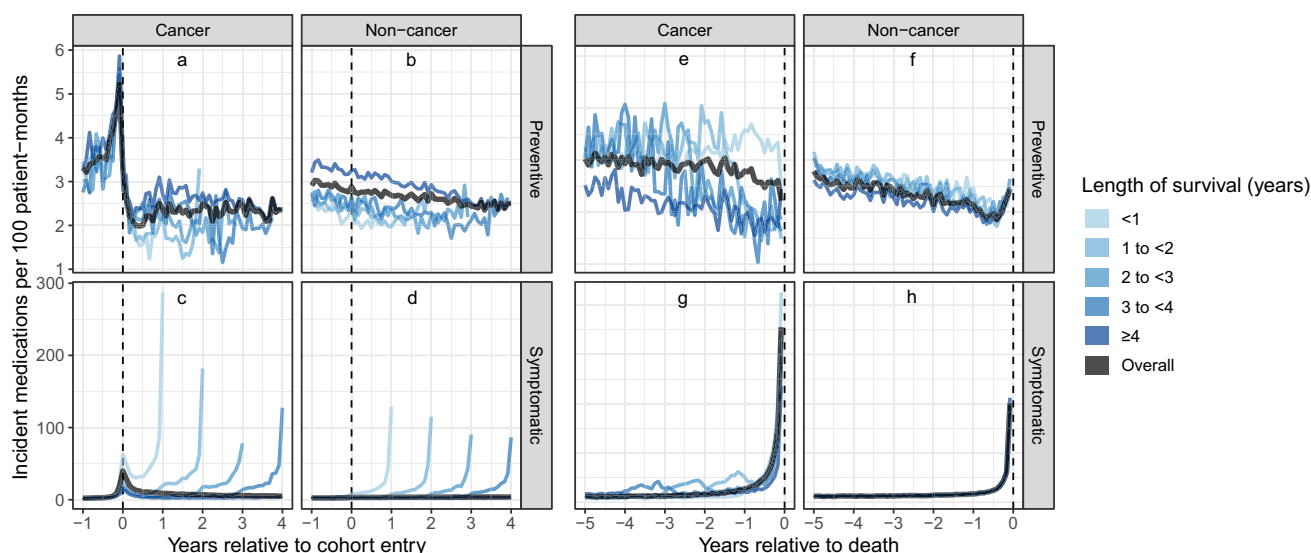 Cancer
Non−cancer
Cancer
Non−cancer
a
b
e
f
Preventive
Preventive
c
d
g
h
Symptomatic
Symptomatic
Incident medications per 100 patient−months
6
5
4
3
2
1
300
200
100
0
−1 0 1 2 3 4
−1 0 1 2 3 4
−5 −4 −3 −2 −1 0
−5 −4 −3 −2 −1 0
Years relative to cohort entry
Years relative to death
Length of survival (years)
<1
1 to <2
2 to <3
3 to <4
≥4
Overall